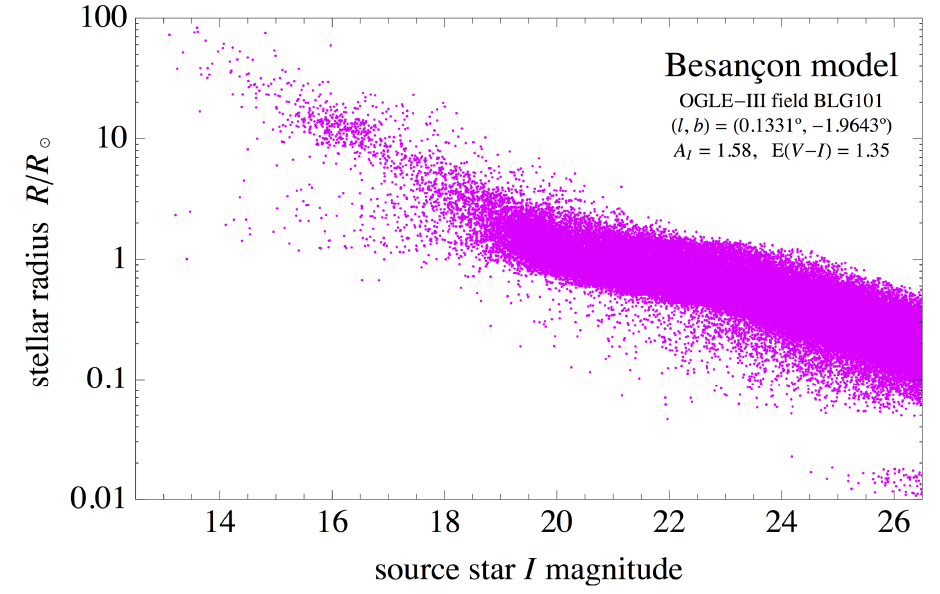 Besançon model
OGLE−III field BLG101
(l, b) = (0.1331°, −1.9643°)
A_I = 1.58, E(V−I) = 1.35
100
10
1
0.1
0.01
stellar radius R/R⊙
14 16 18 20 22 24 26
source star I magnitude